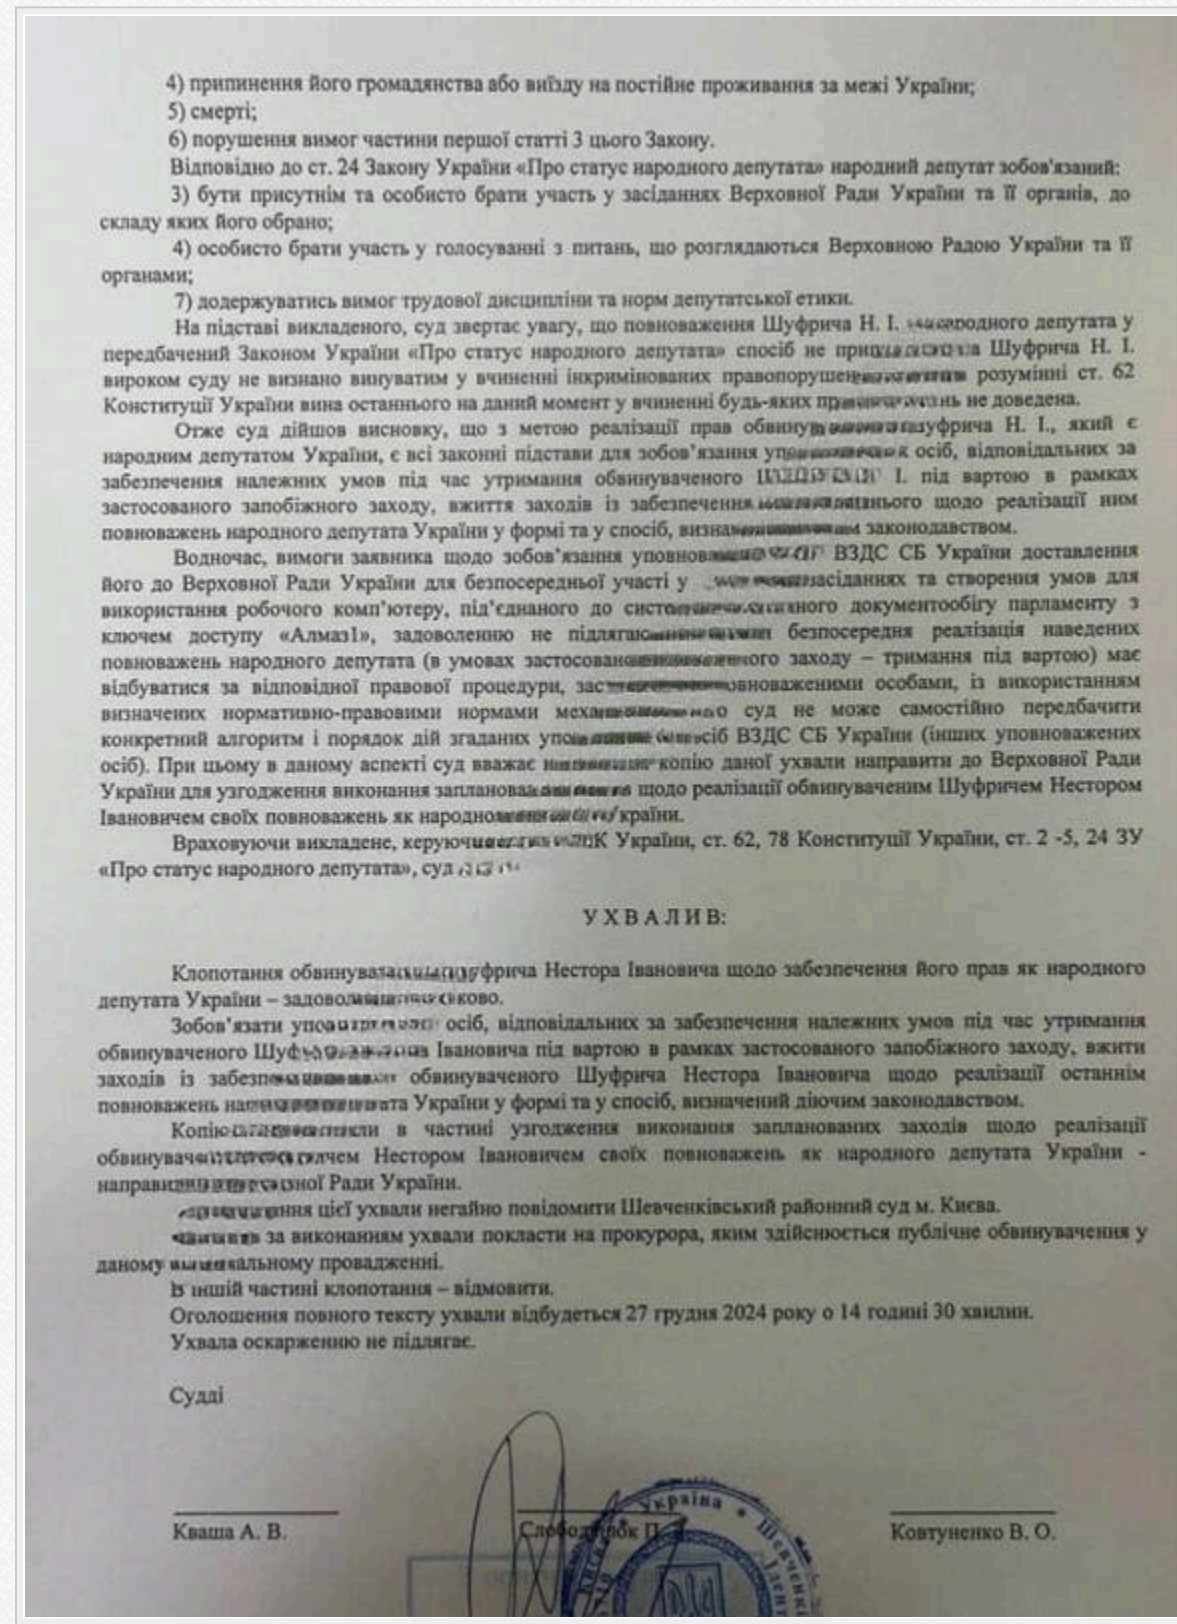 4) припинення його громадянства або виїзду на постійне проживання за межі України;
5) смерті;
6) порушення вимог частини першої статті 3 цього Закону.
Відповідно до ст. 24 Закону України «Про статус народного депутата» народний депутат зобов'язаний:
3) бути присутнім та особисто брати участь у засіданнях Верховної Ради України та її органів, до
складу яких його обрано;
4) особисто брати участь у голосуванні з питань, що розглядаються Верховною Радою України та її
органами;
7) додержуватись вимог трудової дисципліни та норм депутатської етики.
На підставі викладеного, суд звертає увагу, що повноваження Шуфрича Н. І. депутата у
передбачений Законом України «Про статус народного депутата» спосіб не Шуфрича Н. І.
вироком суду не визнано винуватим у вчиненні інкримінованих розумінні ст. 62
Конституції України вина останнього на даний момент у вчиненні будь-яких не доведена.
Отже суд дійшов висновку, що з метою реалізації прав Н. І., який є
народним депутатом України, є всі законні підстави для зобов'язання осіб, відповідальних за
забезпечення належних умов під час утримання обвинуваченого І. під вартою в рамках
застосованого запобіжного заходу, вжиття заходів із забезпечення щодо реалізації ним
повноважень народного депутата України у формі та у спосіб, законодавством.
Водночас, вимоги заявника щодо зобов'язання ВЗДС СБ України доставлення
його до Верховної Ради України для безпосередньої участі у засіданнях та створення умов для
використання робочого комп'ютеру, під'єднаного до документообігу парламенту з
ключем доступу «Алмаз1», задоволенню не безпосередня реалізація наведених
повноважень народного депутата (в умовах заходу – тримання під вартою) має
відбуватися за відповідної правової процедури, особами, із використанням
визначених нормативно-правовими нормами суд не може самостійно передбачити
конкретний алгоритм і порядок дій згаданих ВЗДС СБ України (інших уповноважених
осіб). При цьому в даному аспекті суд вважає копію даної ухвали направити до Верховної Ради
України для узгодження виконання щодо реалізації обвинуваченим Шуфричем Нестором
Івановичем своїх повноважень як
Враховуючи викладене, України, ст. 62, 78 Конституції України, ст. 2 -5, 24 ЗУ
«Про статус народного депутата», суд
У Х В А Л И В:
Клопотання Нестора Івановича щодо забезпечення його прав як народного
депутата України –
Зобов'язати осіб, відповідальних за забезпечення належних умов під час утримання
обвинуваченого Івановича під вартою в рамках застосованого запобіжного заходу, вжити
заходів із обвинуваченого Шуфрича Нестора Івановича щодо реалізації останнім
повноважень України у формі та у спосіб, визначений діючим законодавством.
в частині узгодження виконання запланованих заходів щодо реалізації
Нестором Івановичем своїх повноважень як народного депутата України -
Ради України.
цієї ухвали негайно повідомити Шевченківський районний суд м. Києва.
за виконанням ухвали покласти на прокурора, яким здійснюється публічне обвинувачення у
даному провадженні.
В іншій частині клопотання – відмовити.
Оголошення повного тексту ухвали відбудеться 27 грудня 2024 року о 14 годині 30 хвилин.
Ухвала оскарженню не підлягає.
Судді
Кваша А. В.
Ковтуненко В. О.
Україна